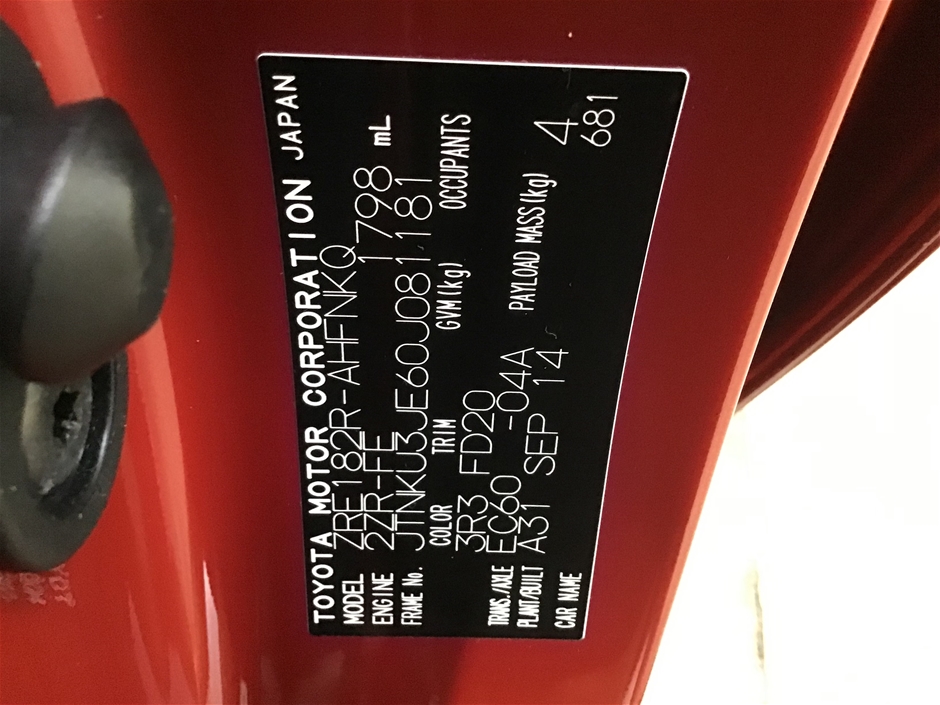 TOYOTA MOTOR CORPORATION JAPAN
MODEL ZRE182R-AHFNKQ
ENGINE 2ZR-FE 1798 mL
FRAME No. JTNKU3JE60J081181
COLOR TRIM GVM(kg) OCCUPANTS
3R3 FD20 4
TRANS./AXLE EC60 -04A PAYLOAD MASS(kg) 681
PLANT/BUILT A31 SEP 14
CAR NAME